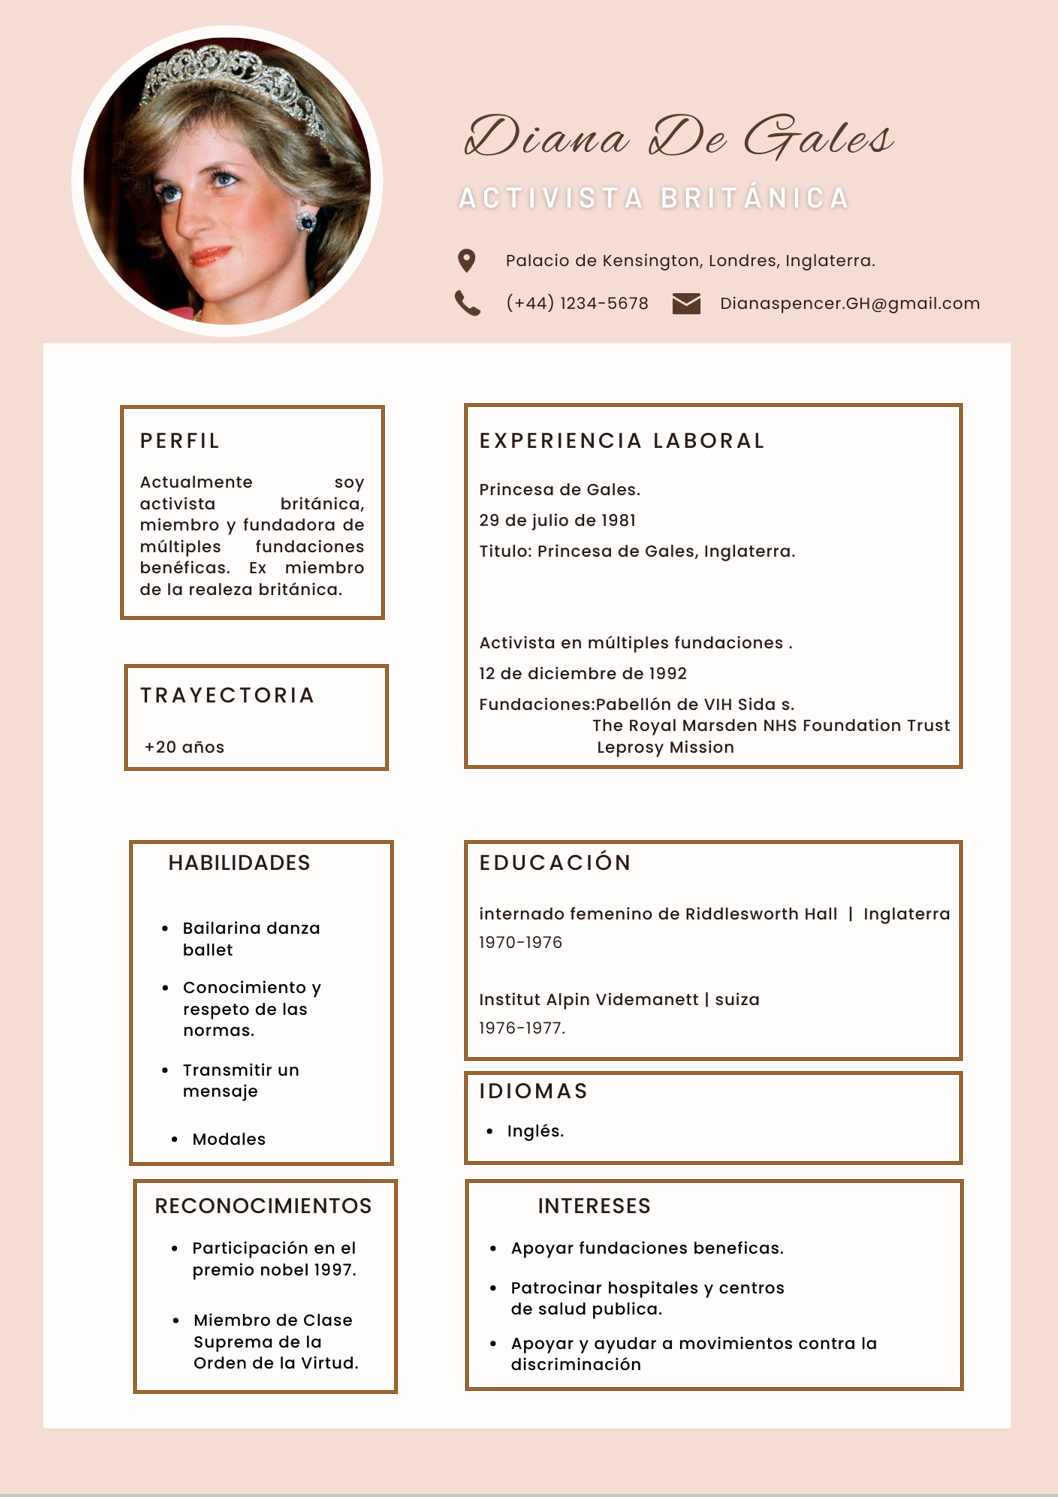 Diana De Gales
ACTIVISTA BRITÁNICA
Palacio de Kensington, Londres, Inglaterra.
(+44) 1234-5678 Dianaspencer.GH@gmail.com
PERFIL
Actualmente soy
activista británica,
miembro y fundadora de
múltiples fundaciones
benéficas. Ex miembro
de la realeza británica.
TRAYECTORIA
+20 años
EXPERIENCIA LABORAL
Princesa de Gales.
29 de julio de 1981
Titulo: Princesa de Gales, Inglaterra.
Activista en múltiples fundaciones .
12 de diciembre de 1992
Fundaciones:Pabellón de VIH Sida s.
The Royal Marsden NHS Foundation Trust
Leprosy Mission
HABILIDADES
• Bailarina danza
ballet
• Conocimiento y
respeto de las
normas.
• Transmitir un
mensaje
• Modales
EDUCACIÓN
internado femenino de Riddlesworth Hall | Inglaterra
1970-1976
Institut Alpin Videmanett | suiza
1976-1977.
IDIOMAS
• Inglés.
RECONOCIMIENTOS
• Participación en el
premio nobel 1997.
• Miembro de Clase
Suprema de la
Orden de la Virtud.
INTERESES
• Apoyar fundaciones beneficas.
• Patrocinar hospitales y centros
de salud publica.
• Apoyar y ayudar a movimientos contra la
discriminación